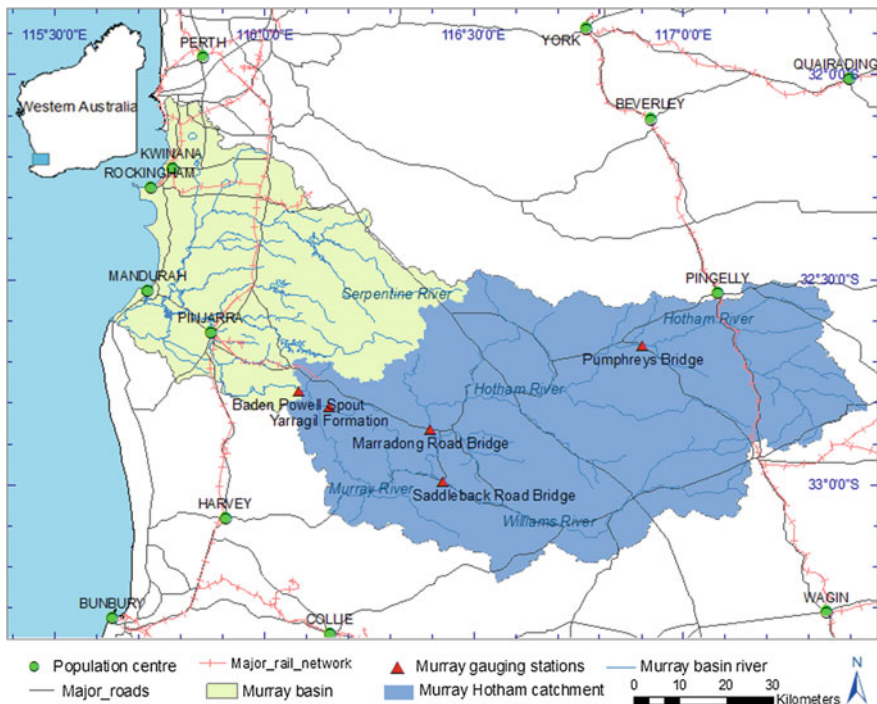 115°30'0"E
116°0'0"E
116°30'0"E
117°0'0"E
PERTH
YORK
QUAIRADING
32°0'0"S
Western Australia
BEVERLEY
KWINANA
ROCKINGHAM
MANDURAH
PINGELLY
32°30'0"S
Serpentine River
Hotham River
PINJARRA
Pumphreys Bridge
Hotham River
Baden Powell Spout
Yarragil Formation
Marradong Road Bridge
Murray River
Saddleback Road Bridge
33°0'0"S
HARVEY
Williams River
BUNBURY
COLLIE
WAGIN
Population centre
Major_rail_network
Murray gauging stations
Murray basin river
N
Major_roads
Murray basin
Murray Hotham catchment
0 10 20 30
Kilometers